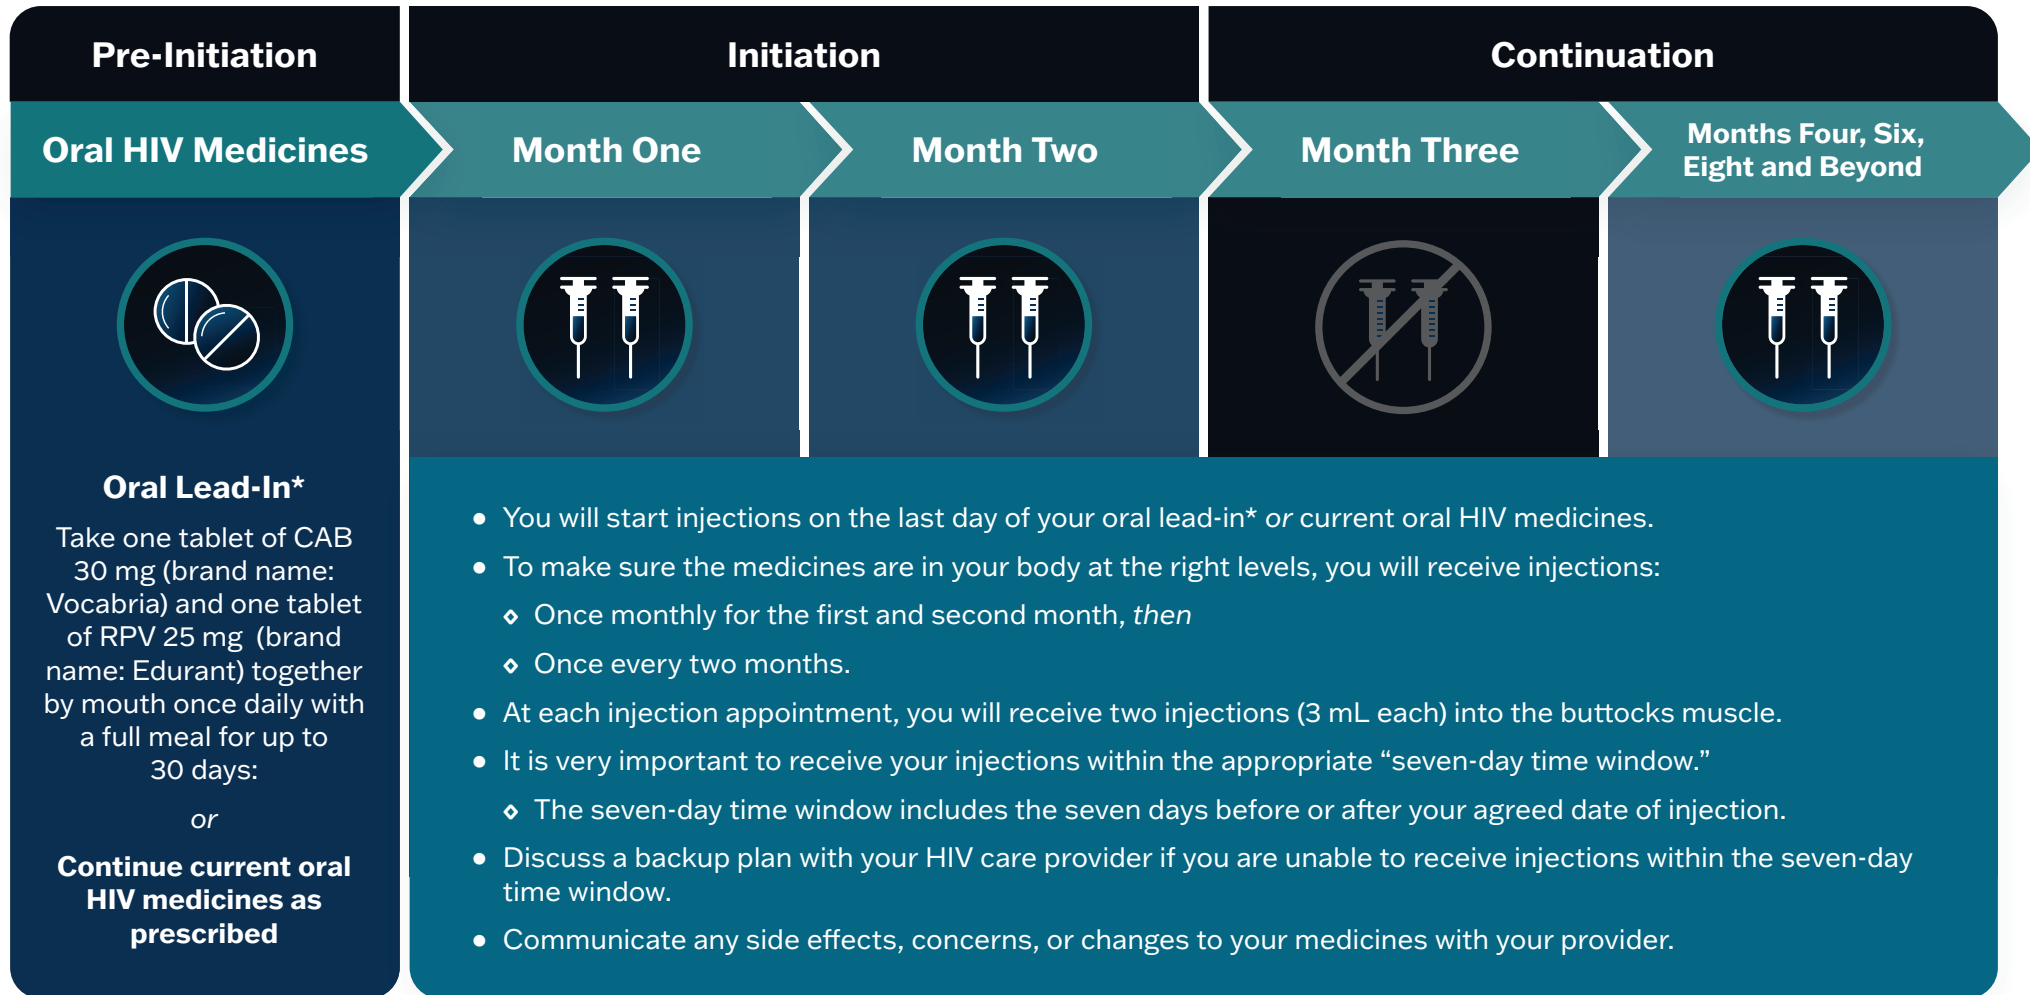 Pre-Initiation
Initiation
Continuation
Oral HIV Medicines
Month One
Month Two
Month Three
Months Four, Six,
Eight and Beyond
Oral Lead-In*
Take one tablet of CAB
30 mg (brand name:
Vocabria) and one tablet
of RPV 25 mg (brand
name: Edurant) together
by mouth once daily with
a full meal for up to
30 days:
or
Continue current oral
HIV medicines as
prescribed
• You will start injections on the last day of your oral lead-in* or current oral HIV medicines.
• To make sure the medicines are in your body at the right levels, you will receive injections:
⋄ Once monthly for the first and second month, then
⋄ Once every two months.
• At each injection appointment, you will receive two injections (3 mL each) into the buttocks muscle.
• It is very important to receive your injections within the appropriate “seven-day time window.”
⋄ The seven-day time window includes the seven days before or after your agreed date of injection.
• Discuss a backup plan with your HIV care provider if you are unable to receive injections within the seven-day
time window.
• Communicate any side effects, concerns, or changes to your medicines with your provider.